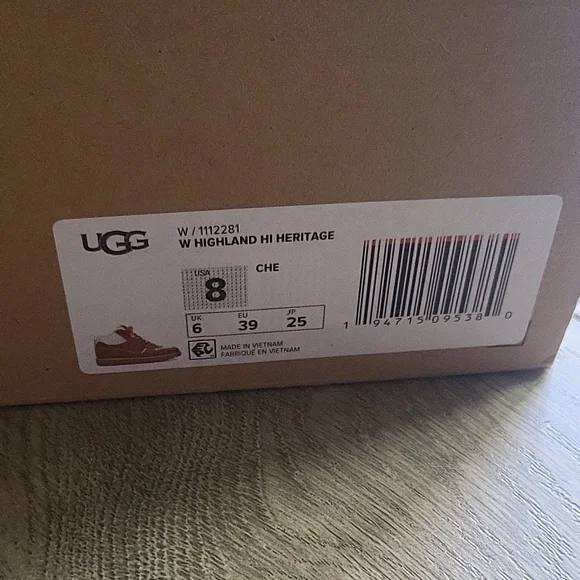 UGG
W / 1112281
W HIGHLAND HI HERITAGE
USA
8
CHE
UK EU JP
6 39 25
MADE IN VIETNAM
FABRIQUÉ EN VIETNAM
1 94715 09538 0